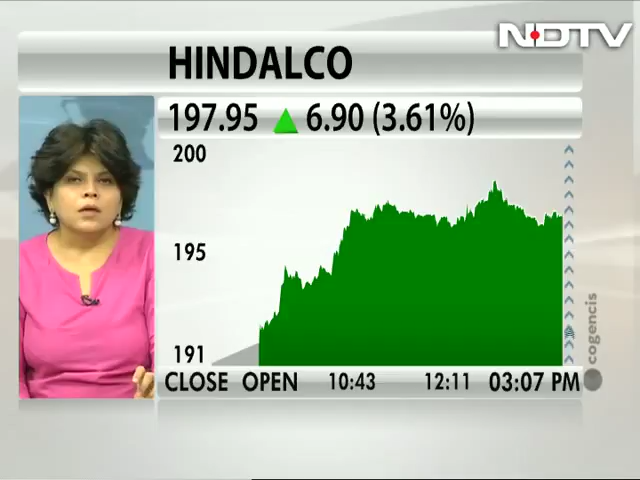 NDTV
HINDALCO
197.95 ▲ 6.90 (3.61%)
200
195
191
CLOSE OPEN 10:43 12:11 03:07 PM
cogencis